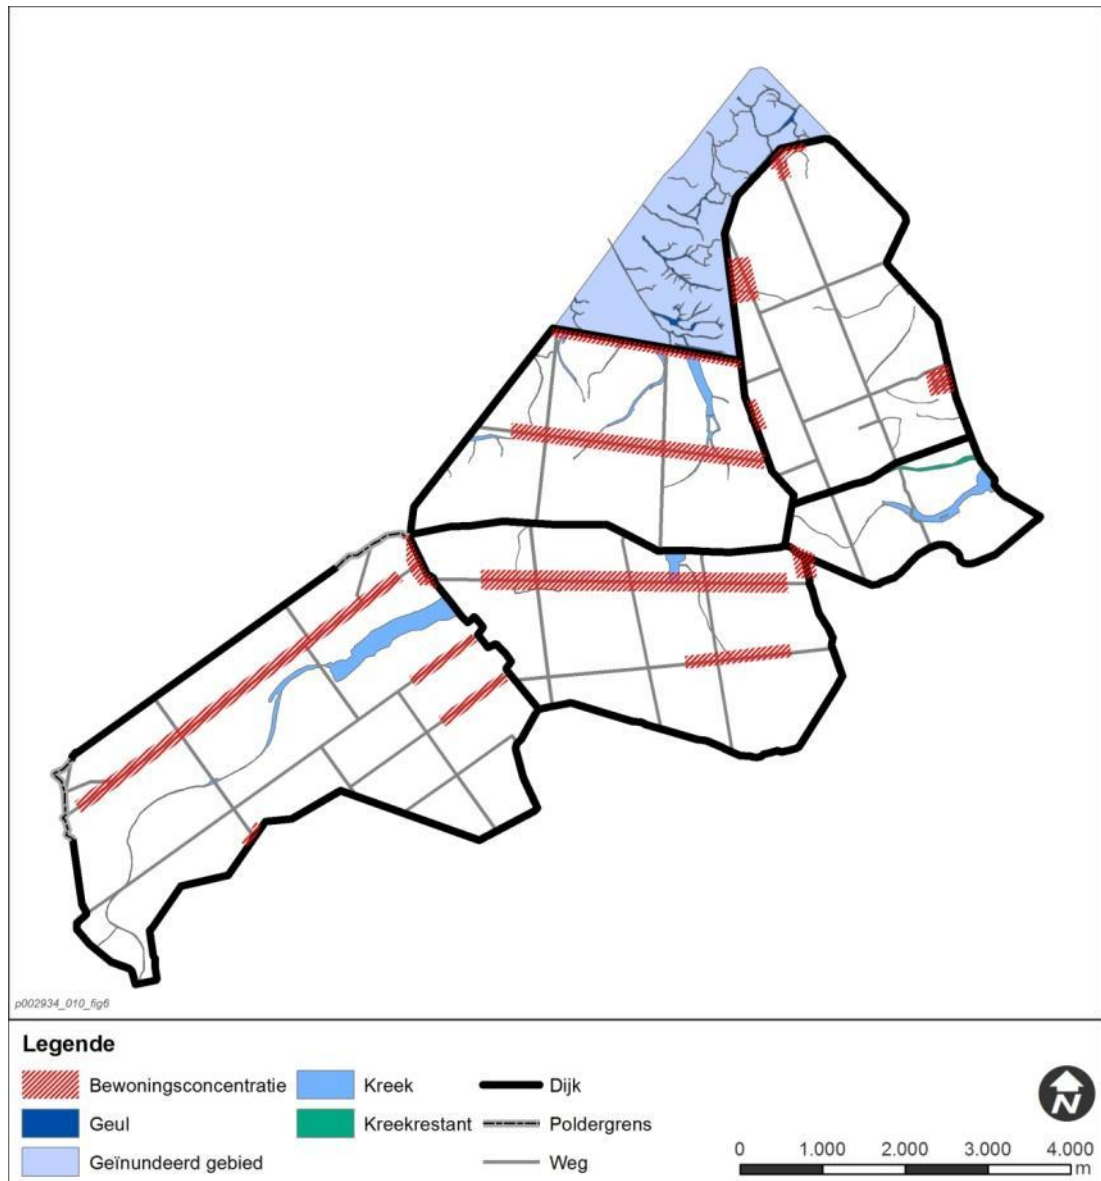 p002934_010_fig6
Legende
Bewoningsconcentratie
Kreek
Dijk
Geul
Kreekrestant
Poldergrens
Geïnundeerd gebied
Weg
N
0 1.000 2.000 3.000 4.000
m